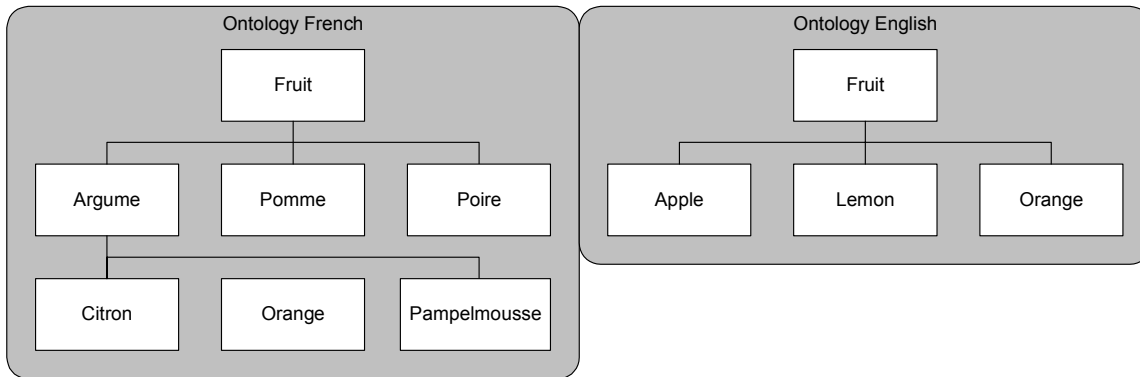 Ontology French
Fruit
Argume
Pomme
Poire
Citron
Orange
Pampelmousse
Ontology English
Fruit
Apple
Lemon
Orange